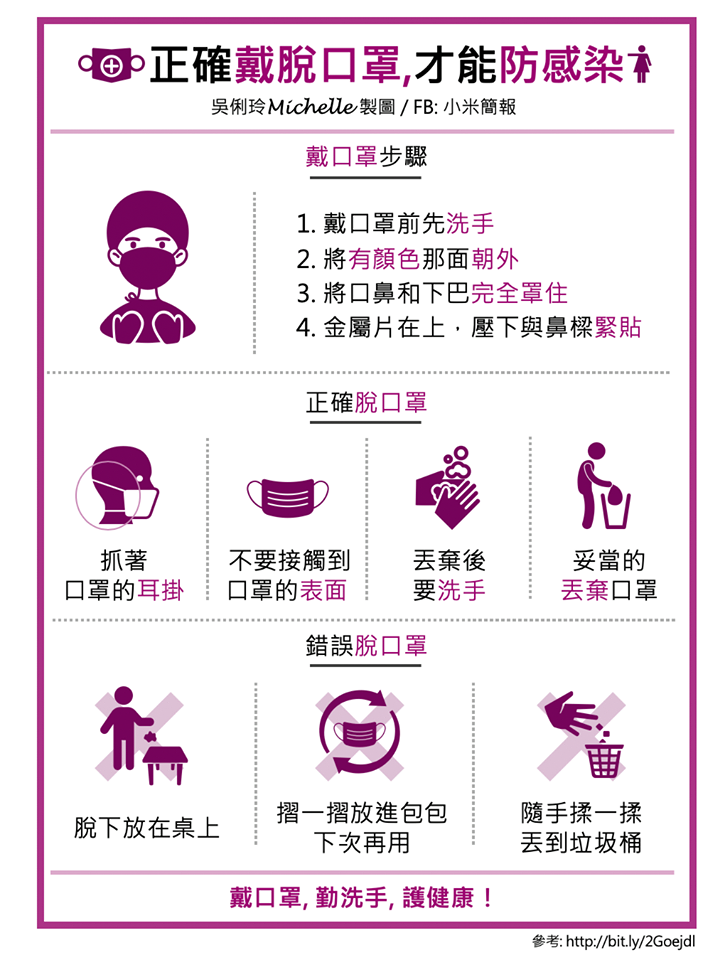 正確戴脫口罩,才能防感染
吳俐玲Michelle製圖 / FB: 小米簡報
戴口罩步驟
1. 戴口罩前先洗手
2. 將有顏色那面朝外
3. 將口鼻和下巴完全罩住
4. 金屬片在上，壓下與鼻樑緊貼
正確脫口罩
抓著
口罩的耳掛
不要接觸到
口罩的表面
丟棄後
要洗手
妥當的
丟棄口罩
錯誤脫口罩
脫下放在桌上
摺一摺放進包包
下次再用
隨手揉一揉
丟到垃圾桶
戴口罩, 勤洗手, 護健康！
參考: http://bit.ly/2Goejdl